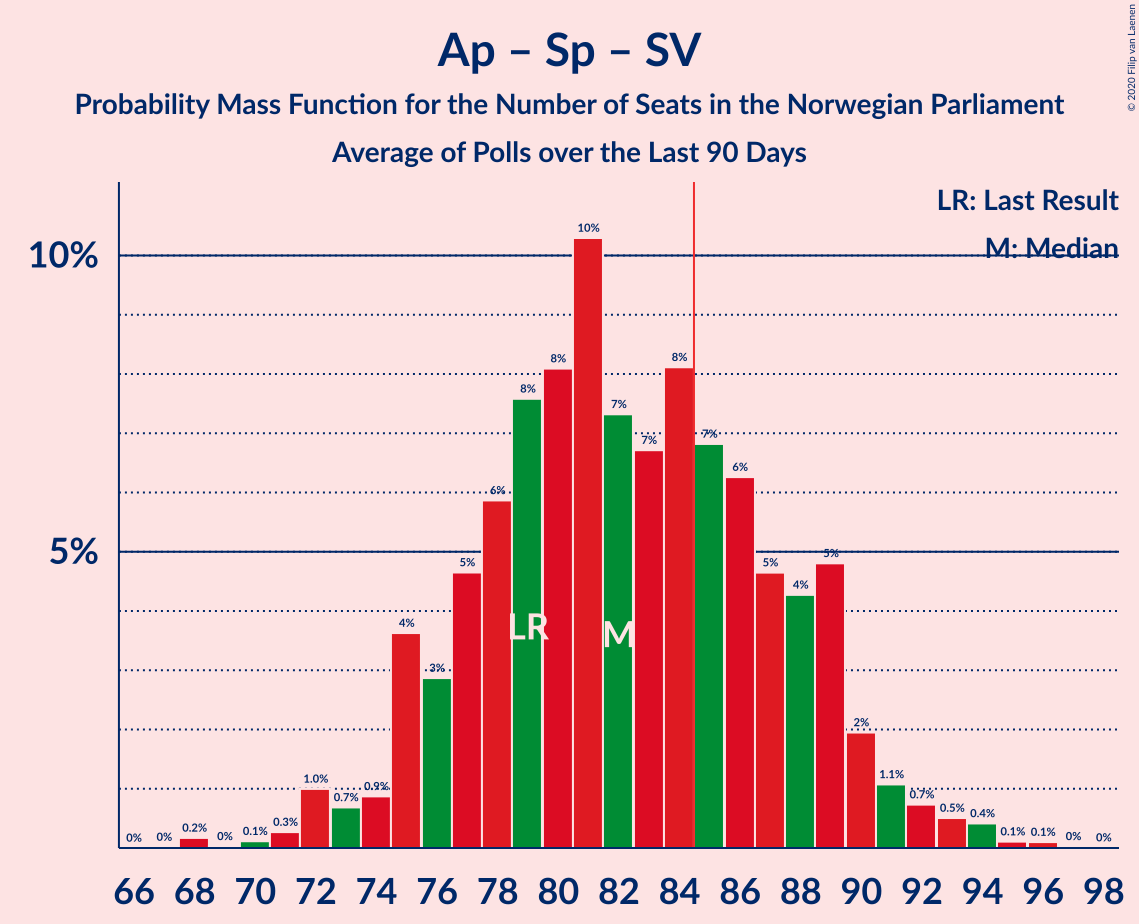 Ap – Sp – SV
Probability Mass Function for the Number of Seats in the Norwegian Parliament
Average of Polls over the Last 90 Days
© 2020 Filip van Laenen
LR: Last Result
M: Median
10%
5%
0% 0% 0.2% 0% 0.1% 0.3% 1.0% 0.7% 0.9% 4% 3% 5% 6% 8% 8% 10% 7% 7% 8% 7% 6% 5% 4% 5% 2% 1.1% 0.7% 0.5% 0.4% 0.1% 0.1% 0% 0%
LR M
66 68 70 72 74 76 78 80 82 84 86 88 90 92 94 96 98